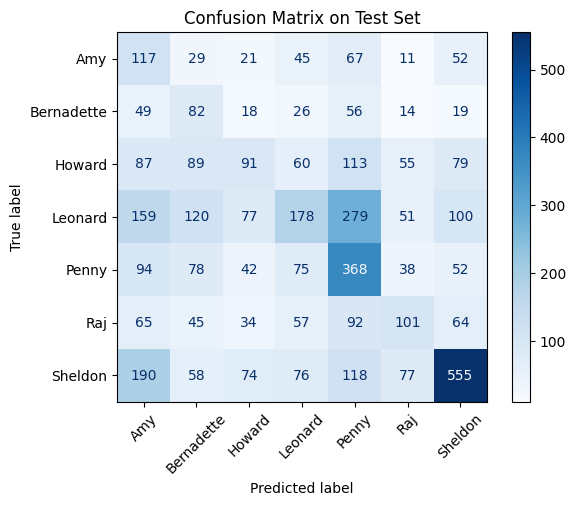 Confusion Matrix on Test Set
True label
Amy 117 29 21 45 67 11 52
Bernadette 49 82 18 26 56 14 19
Howard 87 89 91 60 113 55 79
Leonard 159 120 77 178 279 51 100
Penny 94 78 42 75 368 38 52
Raj 65 45 34 57 92 101 64
Sheldon 190 58 74 76 118 77 555
Amy Bernadette Howard Leonard Penny Raj Sheldon
Predicted label
500
400
300
200
100